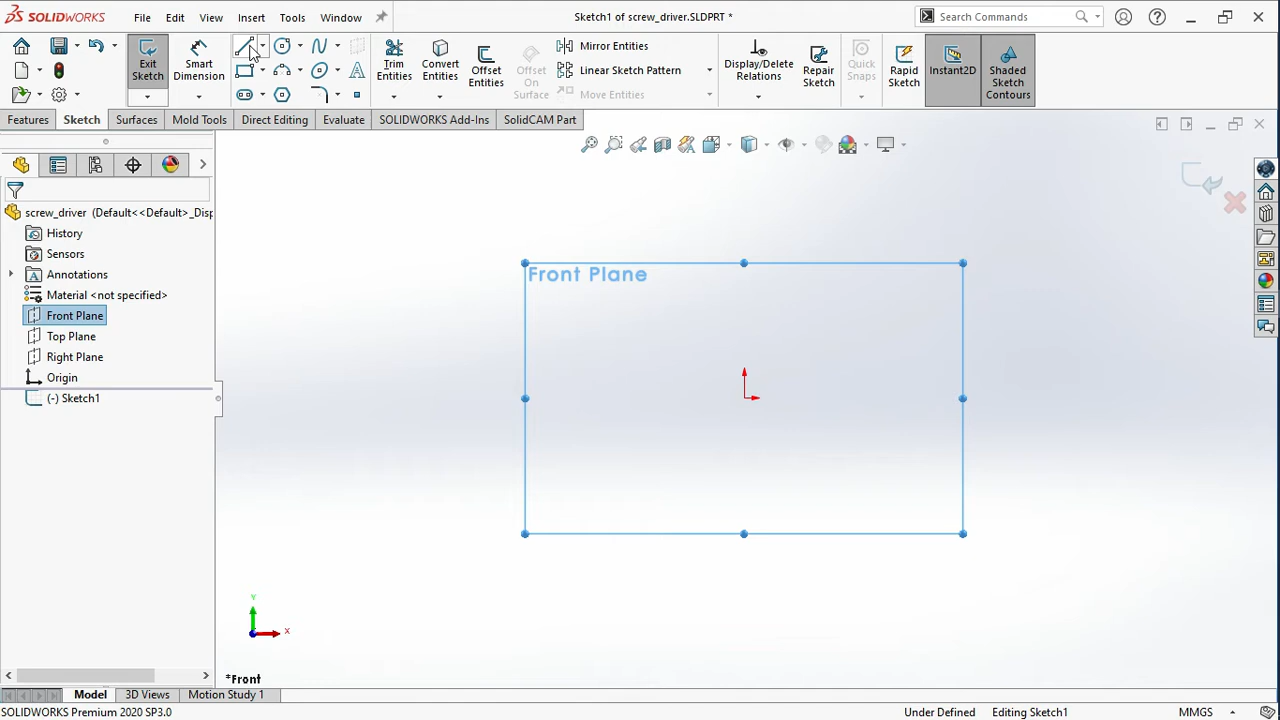 SOLIDWORKS
File
Edit
View
Insert
Tools
Window
Sketch1 of screw_driver.SLDPRT *
Search Commands
Exit
Sketch
Smart
Dimension
Trim
Entities
Convert
Entities
Offset
Entities
Offset
On
Surface
Mirror Entities
Linear Sketch Pattern
Move Entities
Display/Delete
Relations
Repair
Sketch
Quick
Snaps
Rapid
Sketch
Instant2D
Shaded
Sketch
Contours
Features
Sketch
Surfaces
Mold Tools
Direct Editing
Evaluate
SOLIDWORKS Add-Ins
SolidCAM Part
screw_driver (Default<<Default>_Disp
History
Sensors
Annotations
Material <not specified>
Front Plane
Top Plane
Right Plane
Origin
(-) Sketch1
Front Plane
Y
X
*Front
Model
3D Views
Motion Study 1
SOLIDWORKS Premium 2020 SP3.0
Under Defined
Editing Sketch1
MMGS